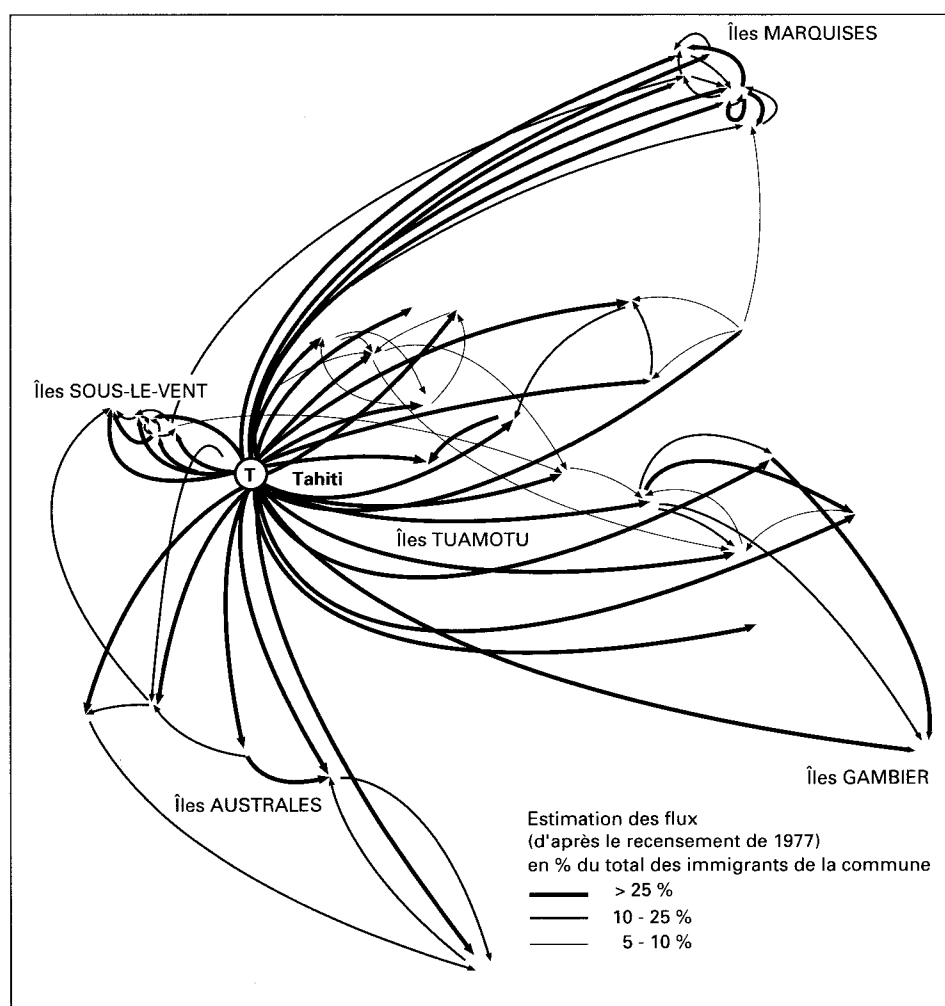 Îles MARQUISES
Îles SOUS-LE-VENT
T
Tahiti
Îles TUAMOTU
Îles GAMBIER
Îles AUSTRALES
Estimation des flux
(d'après le recensement de 1977)
en % du total des immigrants de la commune
> 25 %
10 - 25 %
5 - 10 %